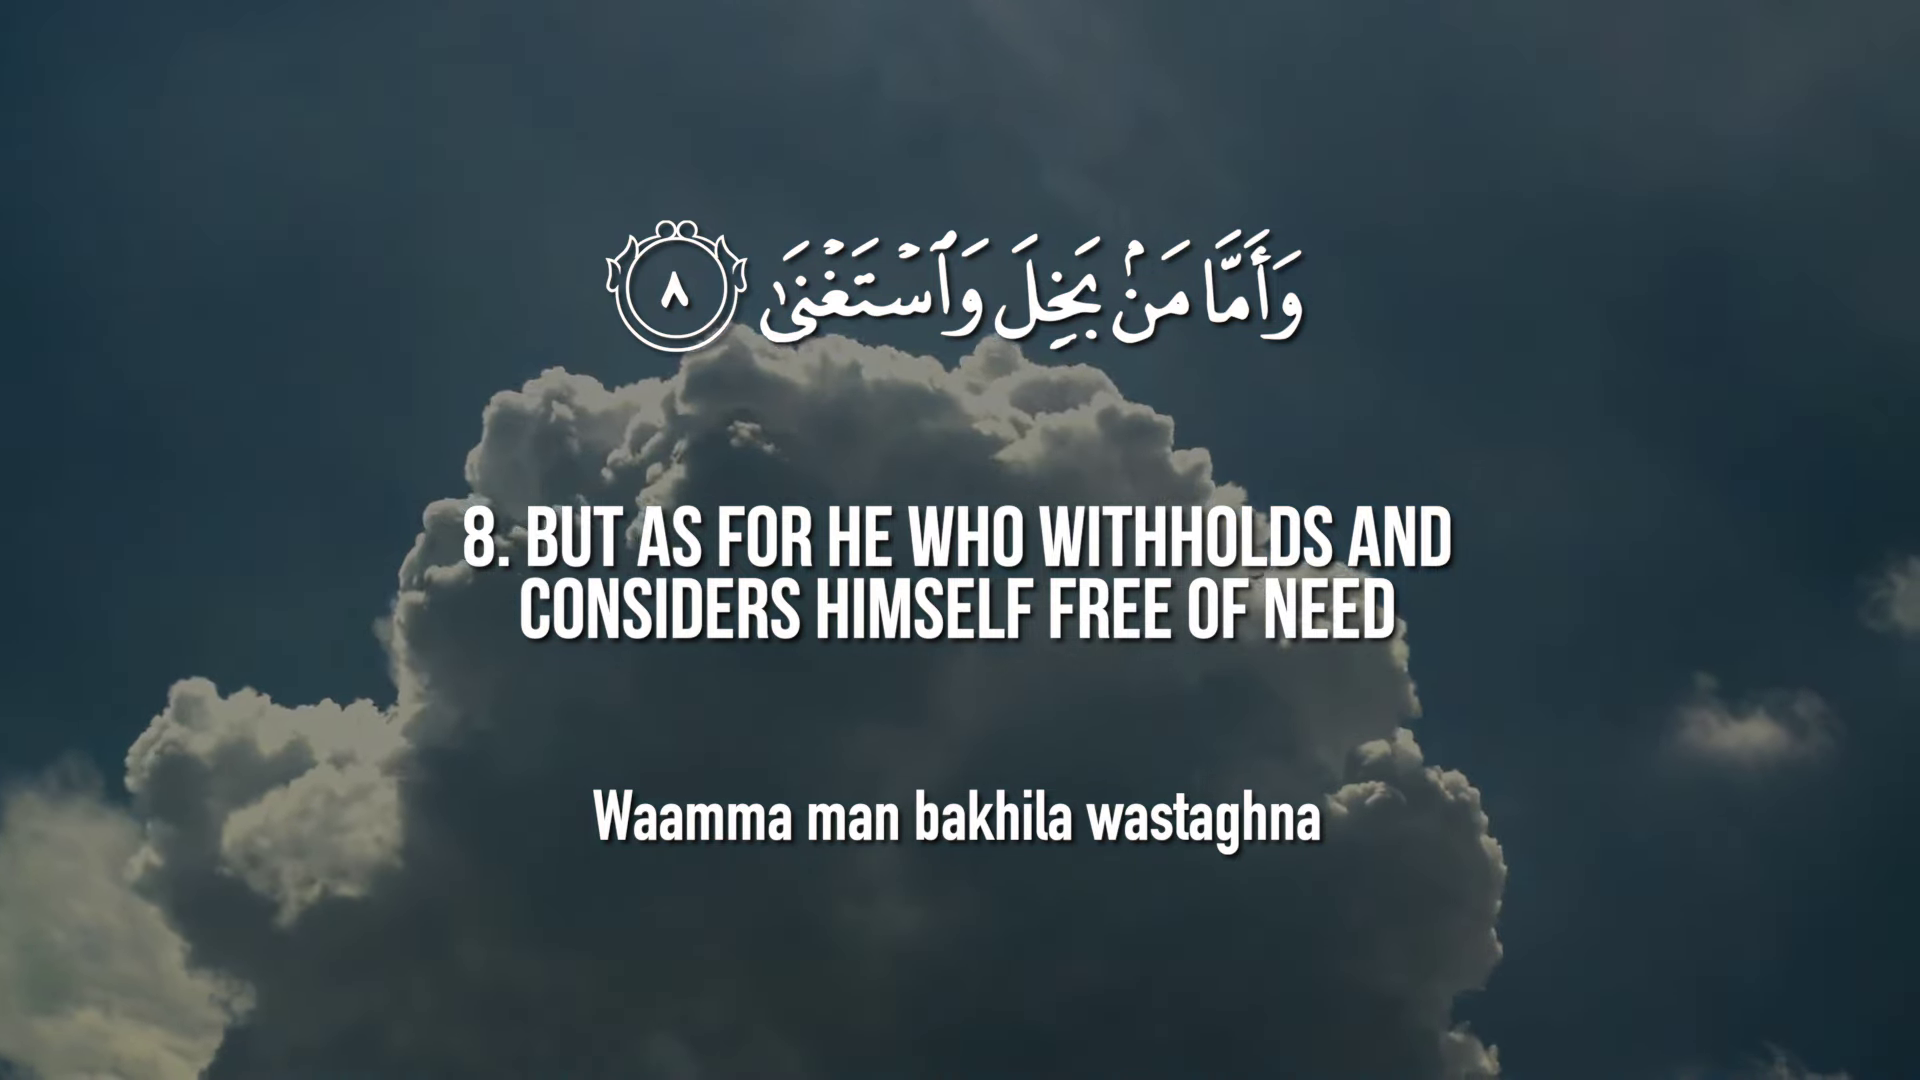 وَأَمَّا مَنۢ بَخِلَ وَٱسۡتَغۡنَىٰ ٨
8. BUT AS FOR HE WHO WITHHOLDS AND
CONSIDERS HIMSELF FREE OF NEED
Waamma man bakhila wastaghna